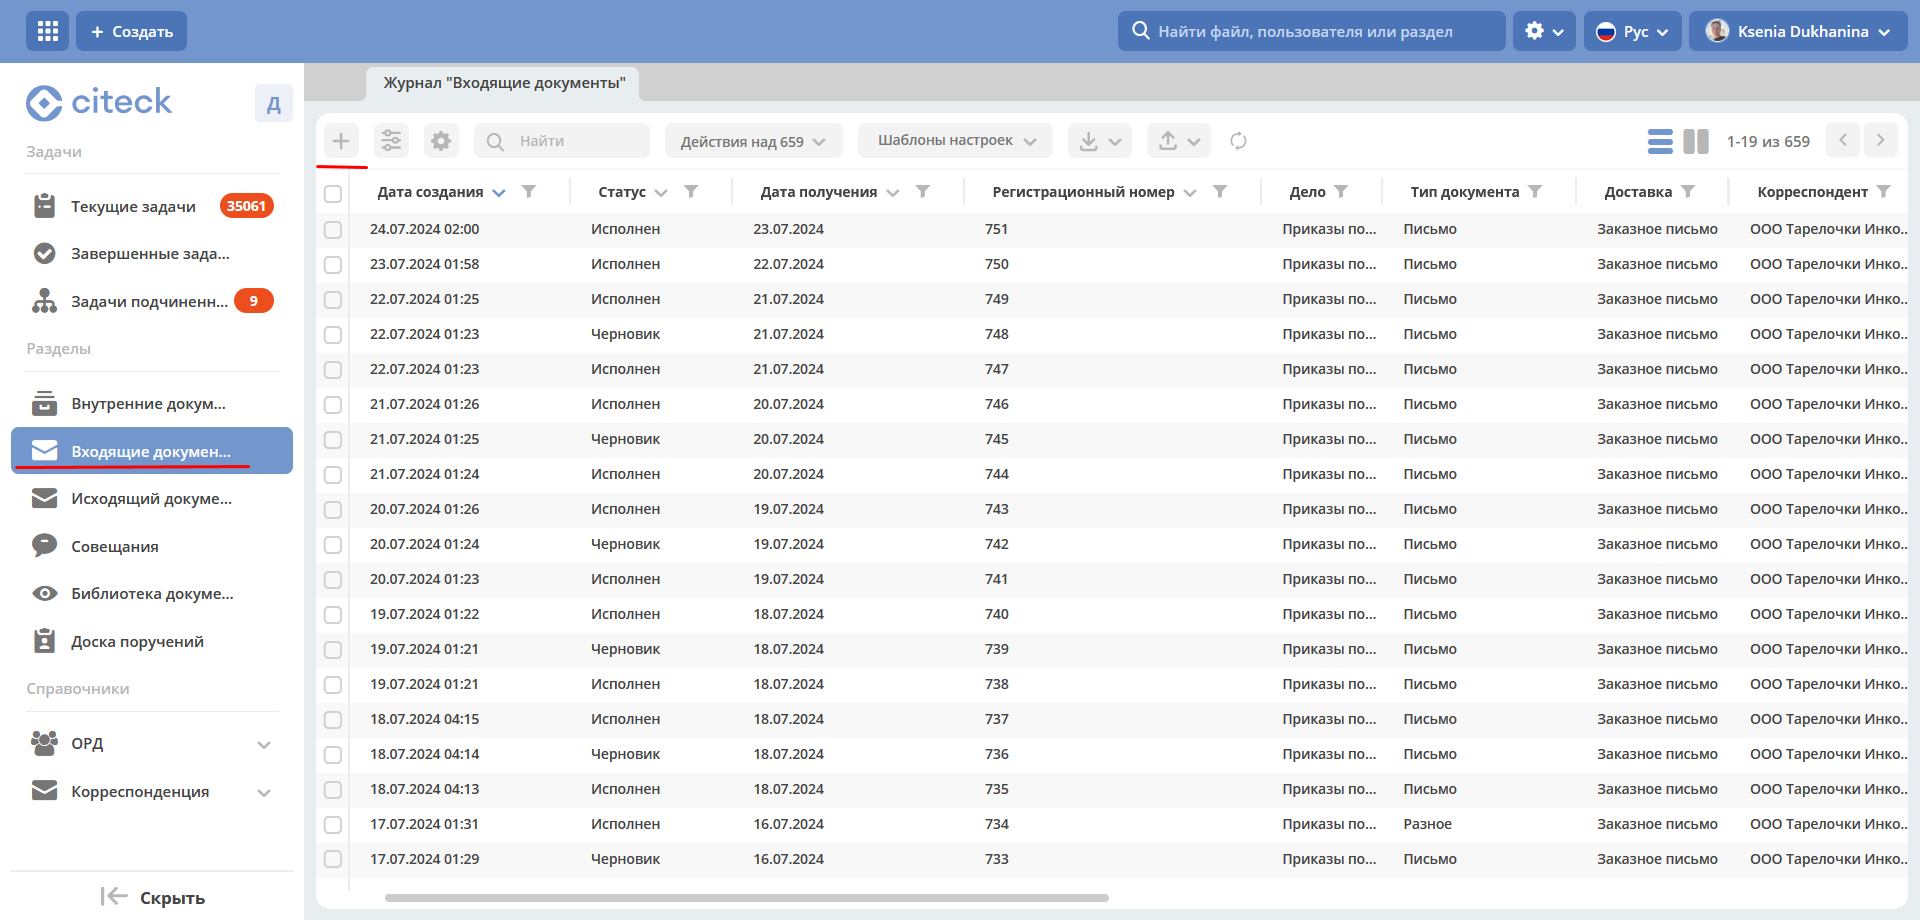 + Создать
Найти файл, пользователя или раздел
Рус
Ksenia Dukhanina
citeck
Д
Задачи
Текущие задачи 35061
Завершенные зада...
Задачи подчиненн... 9
Разделы
Внутренние докум...
Входящие докумен...
Исходящий докуме...
Совещания
Библиотека докуме...
Доска поручений
Справочники
ОРД
Корреспонденция
Скрыть
Журнал "Входящие документы"
Найти
Действия над 659
Шаблоны настроек
1-19 из 659
Дата создания Статус Дата получения Регистрационный номер Дело Тип документа Доставка Корреспондент
24.07.2024 02:00 Исполнен 23.07.2024 751 Приказы по... Письмо Заказное письмо ООО Тарелочки Инко..
23.07.2024 01:58 Исполнен 22.07.2024 750 Приказы по... Письмо Заказное письмо ООО Тарелочки Инко..
22.07.2024 01:25 Исполнен 21.07.2024 749 Приказы по... Письмо Заказное письмо ООО Тарелочки Инко..
22.07.2024 01:23 Черновик 21.07.2024 748 Приказы по... Письмо Заказное письмо ООО Тарелочки Инко..
22.07.2024 01:23 Исполнен 21.07.2024 747 Приказы по... Письмо Заказное письмо ООО Тарелочки Инко..
21.07.2024 01:26 Исполнен 20.07.2024 746 Приказы по... Письмо Заказное письмо ООО Тарелочки Инко..
21.07.2024 01:25 Черновик 20.07.2024 745 Приказы по... Письмо Заказное письмо ООО Тарелочки Инко..
21.07.2024 01:24 Исполнен 20.07.2024 744 Приказы по... Письмо Заказное письмо ООО Тарелочки Инко..
20.07.2024 01:26 Исполнен 19.07.2024 743 Приказы по... Письмо Заказное письмо ООО Тарелочки Инко..
20.07.2024 01:24 Черновик 19.07.2024 742 Приказы по... Письмо Заказное письмо ООО Тарелочки Инко..
20.07.2024 01:23 Исполнен 19.07.2024 741 Приказы по... Письмо Заказное письмо ООО Тарелочки Инко..
19.07.2024 01:22 Исполнен 18.07.2024 740 Приказы по... Письмо Заказное письмо ООО Тарелочки Инко..
19.07.2024 01:21 Черновик 18.07.2024 739 Приказы по... Письмо Заказное письмо ООО Тарелочки Инко..
19.07.2024 01:21 Исполнен 18.07.2024 738 Приказы по... Письмо Заказное письмо ООО Тарелочки Инко..
18.07.2024 04:15 Исполнен 18.07.2024 737 Приказы по... Письмо Заказное письмо ООО Тарелочки Инко..
18.07.2024 04:14 Черновик 18.07.2024 736 Приказы по... Письмо Заказное письмо ООО Тарелочки Инко..
18.07.2024 04:13 Исполнен 18.07.2024 735 Приказы по... Письмо Заказное письмо ООО Тарелочки Инко..
17.07.2024 01:31 Исполнен 16.07.2024 734 Приказы по... Разное Заказное письмо ООО Тарелочки Инко..
17.07.2024 01:29 Черновик 16.07.2024 733 Приказы по... Письмо Заказное письмо ООО Тарелочки Инко..